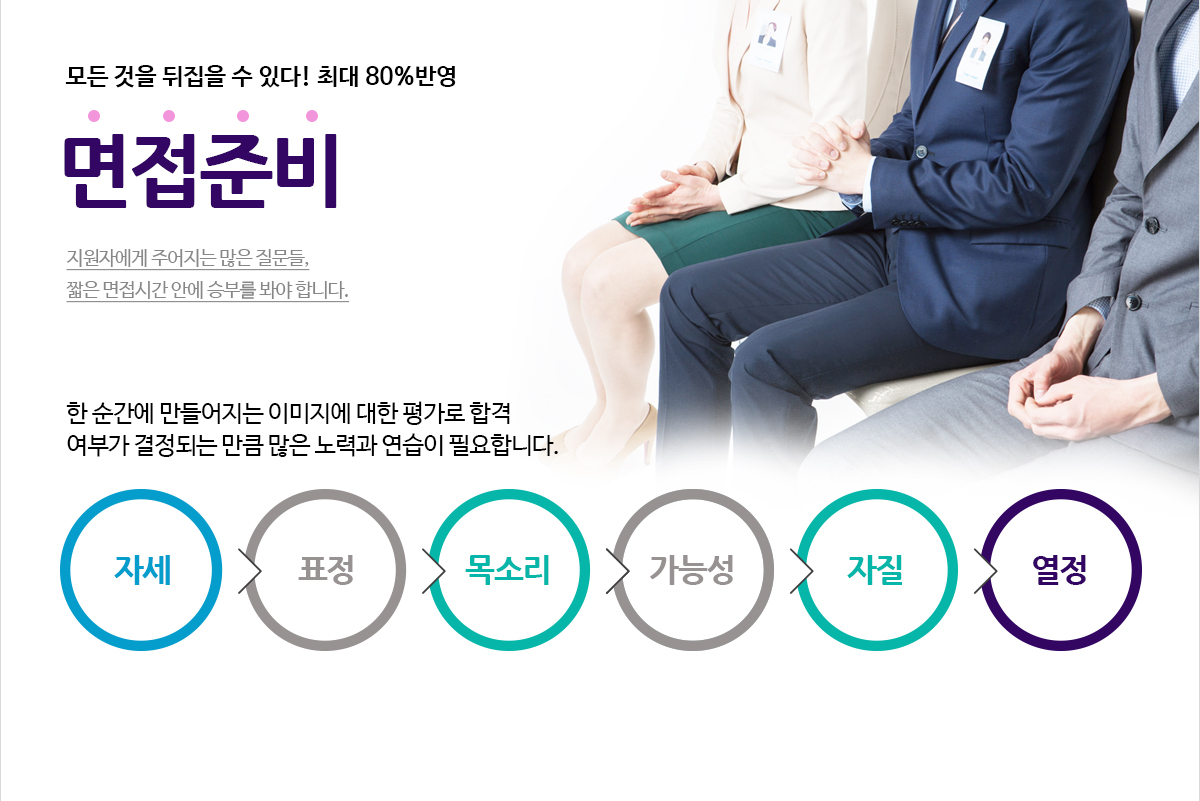 모든 것을 뒤집을 수 있다! 최대 80%반영
면접준비
지원자에게 주어지는 많은 질문들,
짧은 면접시간 안에 승부를 봐야 합니다.
한 순간에 만들어지는 이미지에 대한 평가로 합격
여부가 결정되는 만큼 많은 노력과 연습이 필요합니다.
자세
표정
목소리
가능성
자질
열정